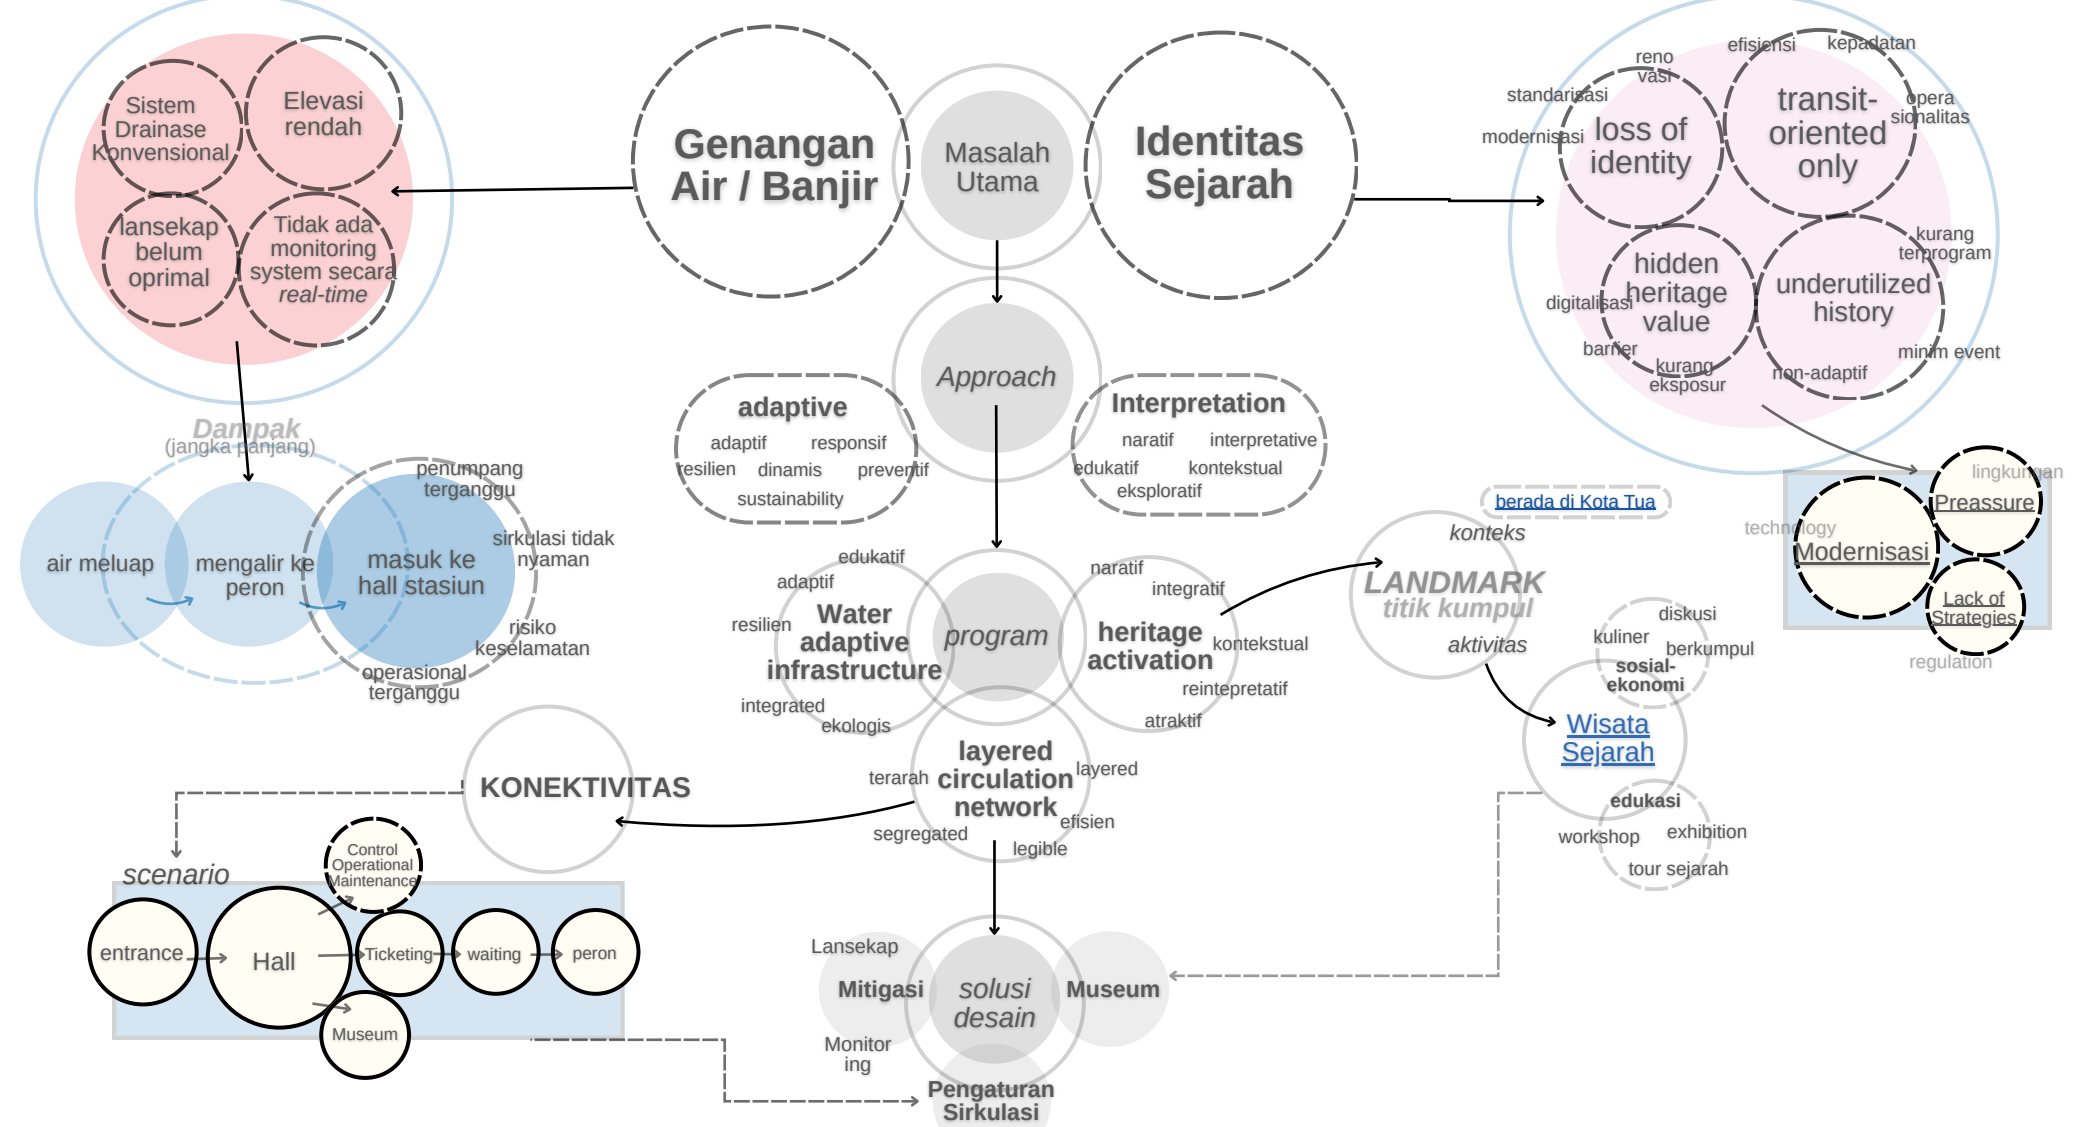 Sistem
Drainase
Konvensional
Elevasi
rendah
lansekap
belum
oprimal
Tidak ada
monitoring
system secara
real-time
Genangan
Air / Banjir
Masalah
Utama
Identitas
Sejarah
standarisasi
reno
vasi
efisiensi
kepadatan
opera
sionalitas
modernisasi
loss of
identity
transit-
oriented
only
hidden
heritage
value
digitalisasi
barrier
kurang
eksposur
kurang
terprogram
underutilized
history
minim event
non-adaptif
Approach
adaptive
adaptif
responsif
resilien
dinamis
preventif
sustainability
Interpretation
naratif
interpretative
edukatif
kontekstual
eksploratif
Dampak
(jangka panjang)
air meluap
mengalir ke
peron
masuk ke
hall stasiun
penumpang
terganggu
sirkulasi tidak
nyaman
risiko
keselamatan
operasional
terganggu
lingkungan
Preassure
technology
Modernisasi
Lack of
Strategies
regulation
berada di Kota Tua
konteks
LANDMARK
titik kumpul
aktivitas
program
edukatif
adaptif
resilien
Water
adaptive
infrastructure
integrated
ekologis
naratif
integratif
heritage
activation
kontekstual
reintepretatif
atraktif
layered
circulation
network
terarah
layered
segregated
efisien
legible
diskusi
kuliner
berkumpul
sosial-
ekonomi
Wisata
Sejarah
edukasi
workshop
exhibition
tour sejarah
KONEKTIVITAS
scenario
entrance
Hall
Control
Operational
Maintenance
Ticketing
waiting
peron
Museum
Lansekap
Mitigasi
Monitor
ing
solusi
desain
Museum
Pengaturan
Sirkulasi